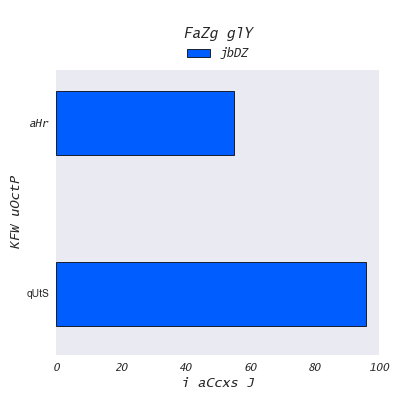 FaZg glY
jbDZ
aHr
KFW uOctP
qUtS
0 20 40 60 80 100
i aCcxs J